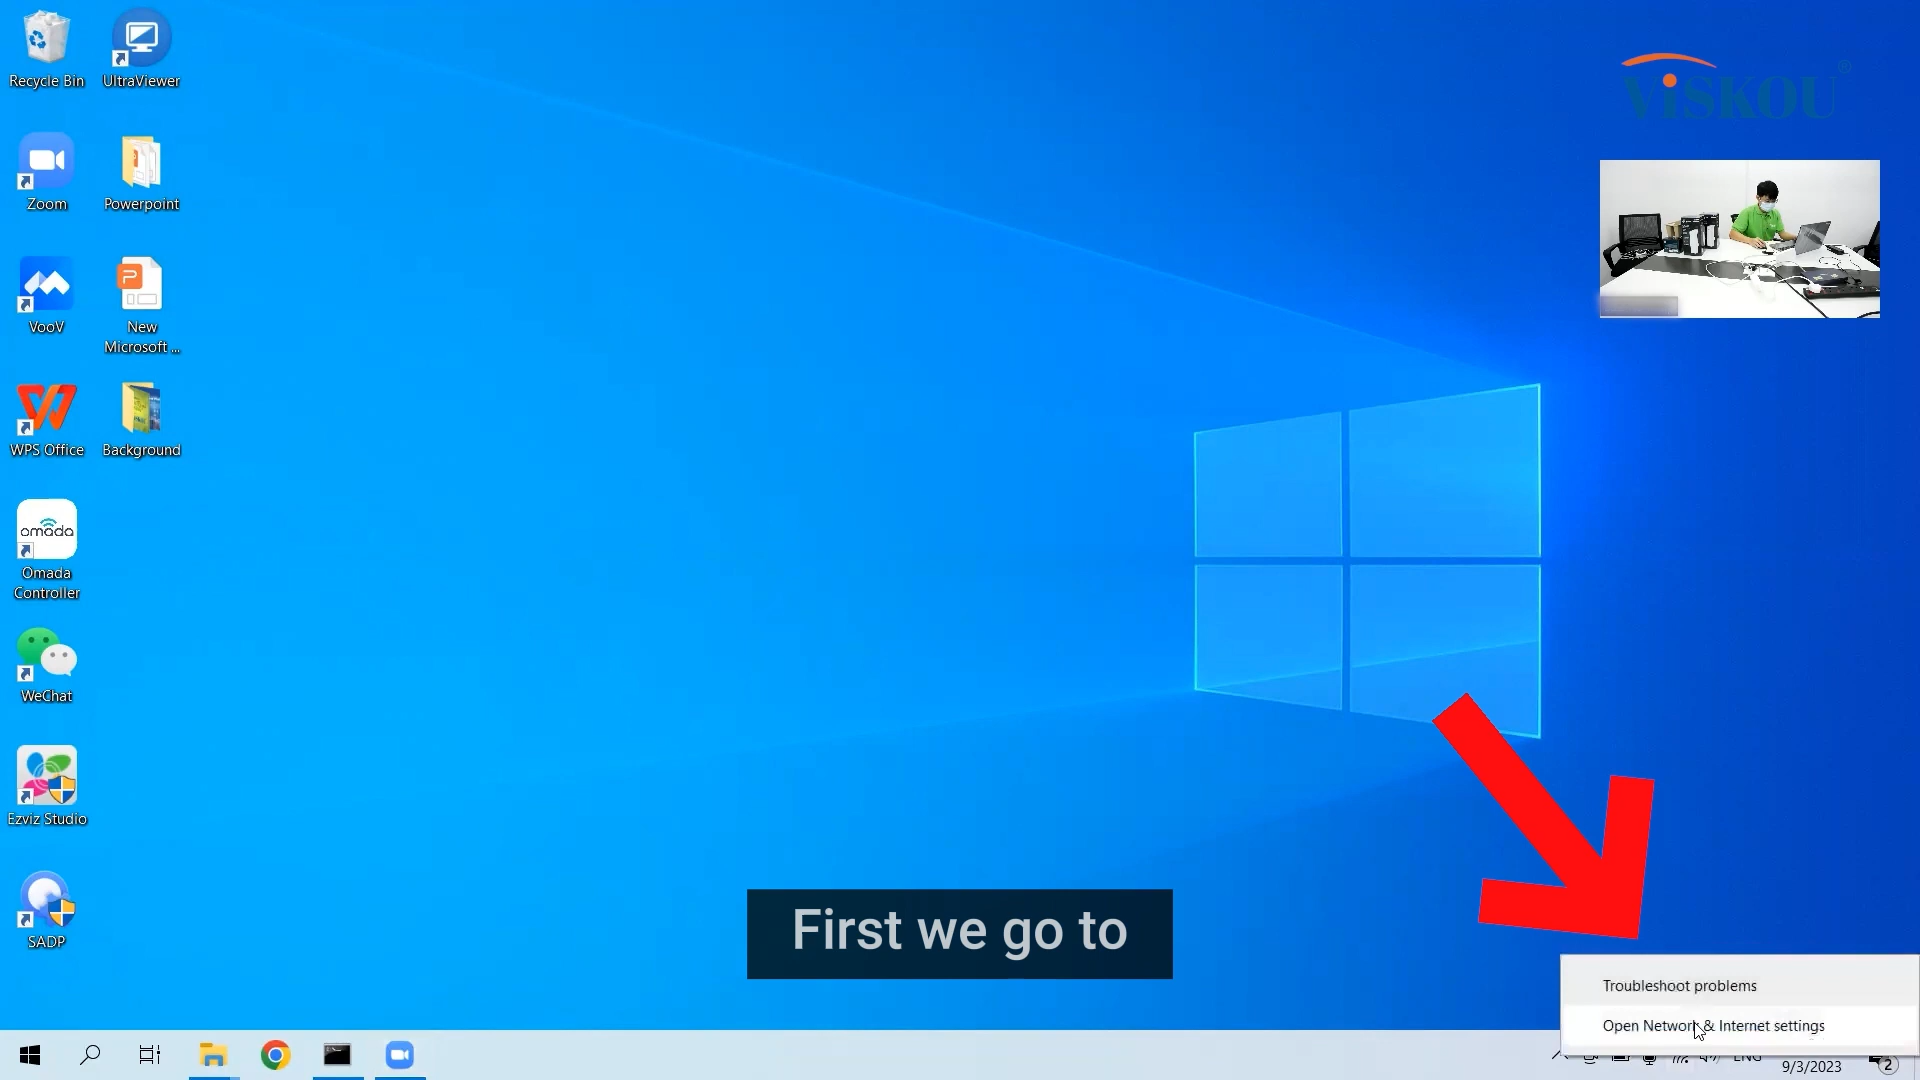 Recycle Bin
UltraViewer
ViSKOU®
Zoom
Powerpoint
VooV
New
Microsoft ...
WPS Office
Background
omada
Omada
Controller
WeChat
Ezviz Studio
SADP
First we go to
Troubleshoot problems
Open Network & Internet settings
ENG
9/3/2023
2